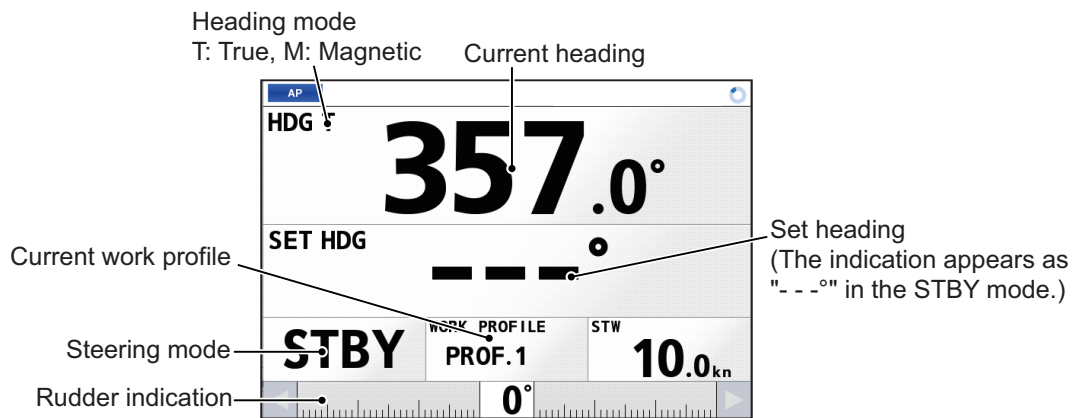 Heading mode
T: True, M: Magnetic
Current heading
AP
HDG T
357.0°
SET HDG
- - -°
Set heading
(The indication appears as
"- - -°" in the STBY mode.)
Current work profile
Steering mode
STBY
WORK PROFILE
PROF.1
STW
10.0kn
Rudder indication
0°